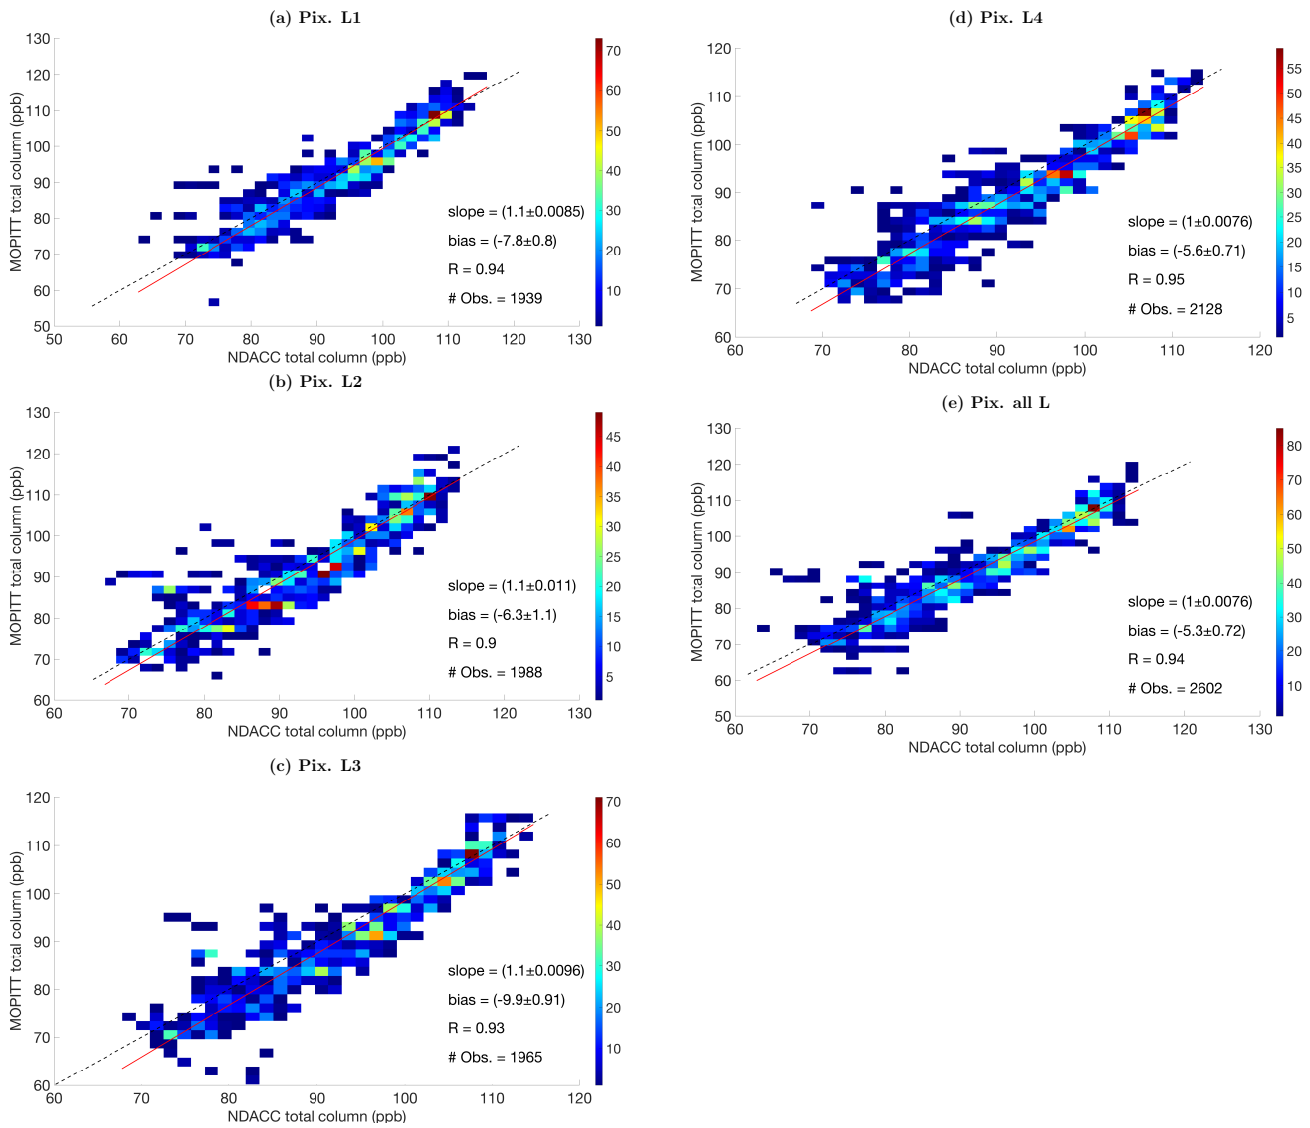 (a) Pix. L1
130
120
110
100
90
80
70
60
50
50 60 70 80 90 100 110 120 130
MOPITT total column (ppb)
NDACC total column (ppb)
slope = (1.1±0.0085)
bias = (-7.8±0.8)
R = 0.94
# Obs. = 1939
70
60
50
40
30
20
10
(b) Pix. L2
130
120
110
100
90
80
70
60
60 70 80 90 100 110 120 130
MOPITT total column (ppb)
NDACC total column (ppb)
slope = (1.1±0.011)
bias = (-6.3±1.1)
R = 0.9
# Obs. = 1988
45
40
35
30
25
20
15
10
5
(c) Pix. L3
120
110
100
90
80
70
60
60 70 80 90 100 110 120
MOPITT total column (ppb)
NDACC total column (ppb)
slope = (1.1±0.0096)
bias = (-9.9±0.91)
R = 0.93
# Obs. = 1965
70
60
50
40
30
20
10
(d) Pix. L4
120
110
100
90
80
70
60
60 70 80 90 100 110 120
MOPITT total column (ppb)
NDACC total column (ppb)
slope = (1±0.0076)
bias = (-5.6±0.71)
R = 0.95
# Obs. = 2128
55
50
45
40
35
30
25
20
15
10
5
(e) Pix. all L
130
120
110
100
90
80
70
60
50
60 70 80 90 100 110 120 130
MOPITT total column (ppb)
NDACC total column (ppb)
slope = (1±0.0076)
bias = (-5.3±0.72)
R = 0.94
# Obs. = 2602
80
70
60
50
40
30
20
10